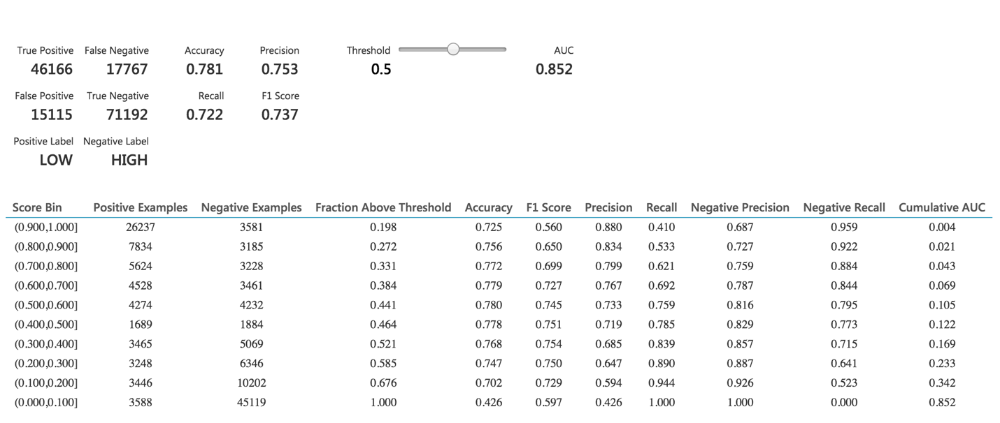 True Positive False Negative Accuracy Precision Threshold AUC
46166 17767 0.781 0.753 0.5 0.852
False Positive True Negative Recall F1 Score
15115 71192 0.722 0.737
Positive Label Negative Label
LOW HIGH
Score Bin Positive Examples Negative Examples Fraction Above Threshold Accuracy F1 Score Precision Recall Negative Precision Negative Recall Cumulative AUC
(0.900,1.000] 26237 3581 0.198 0.725 0.560 0.880 0.410 0.687 0.959 0.004
(0.800,0.900] 7834 3185 0.272 0.756 0.650 0.834 0.533 0.727 0.922 0.021
(0.700,0.800] 5624 3228 0.331 0.772 0.699 0.799 0.621 0.759 0.884 0.043
(0.600,0.700] 4528 3461 0.384 0.779 0.727 0.767 0.692 0.787 0.844 0.069
(0.500,0.600] 4274 4232 0.441 0.780 0.745 0.733 0.759 0.816 0.795 0.105
(0.400,0.500] 1689 1884 0.464 0.778 0.751 0.719 0.785 0.829 0.773 0.122
(0.300,0.400] 3465 5069 0.521 0.768 0.754 0.685 0.839 0.857 0.715 0.169
(0.200,0.300] 3248 6346 0.585 0.747 0.750 0.647 0.890 0.887 0.641 0.233
(0.100,0.200] 3446 10202 0.676 0.702 0.729 0.594 0.944 0.926 0.523 0.342
(0.000,0.100] 3588 45119 1.000 0.426 0.597 0.426 1.000 1.000 0.000 0.852